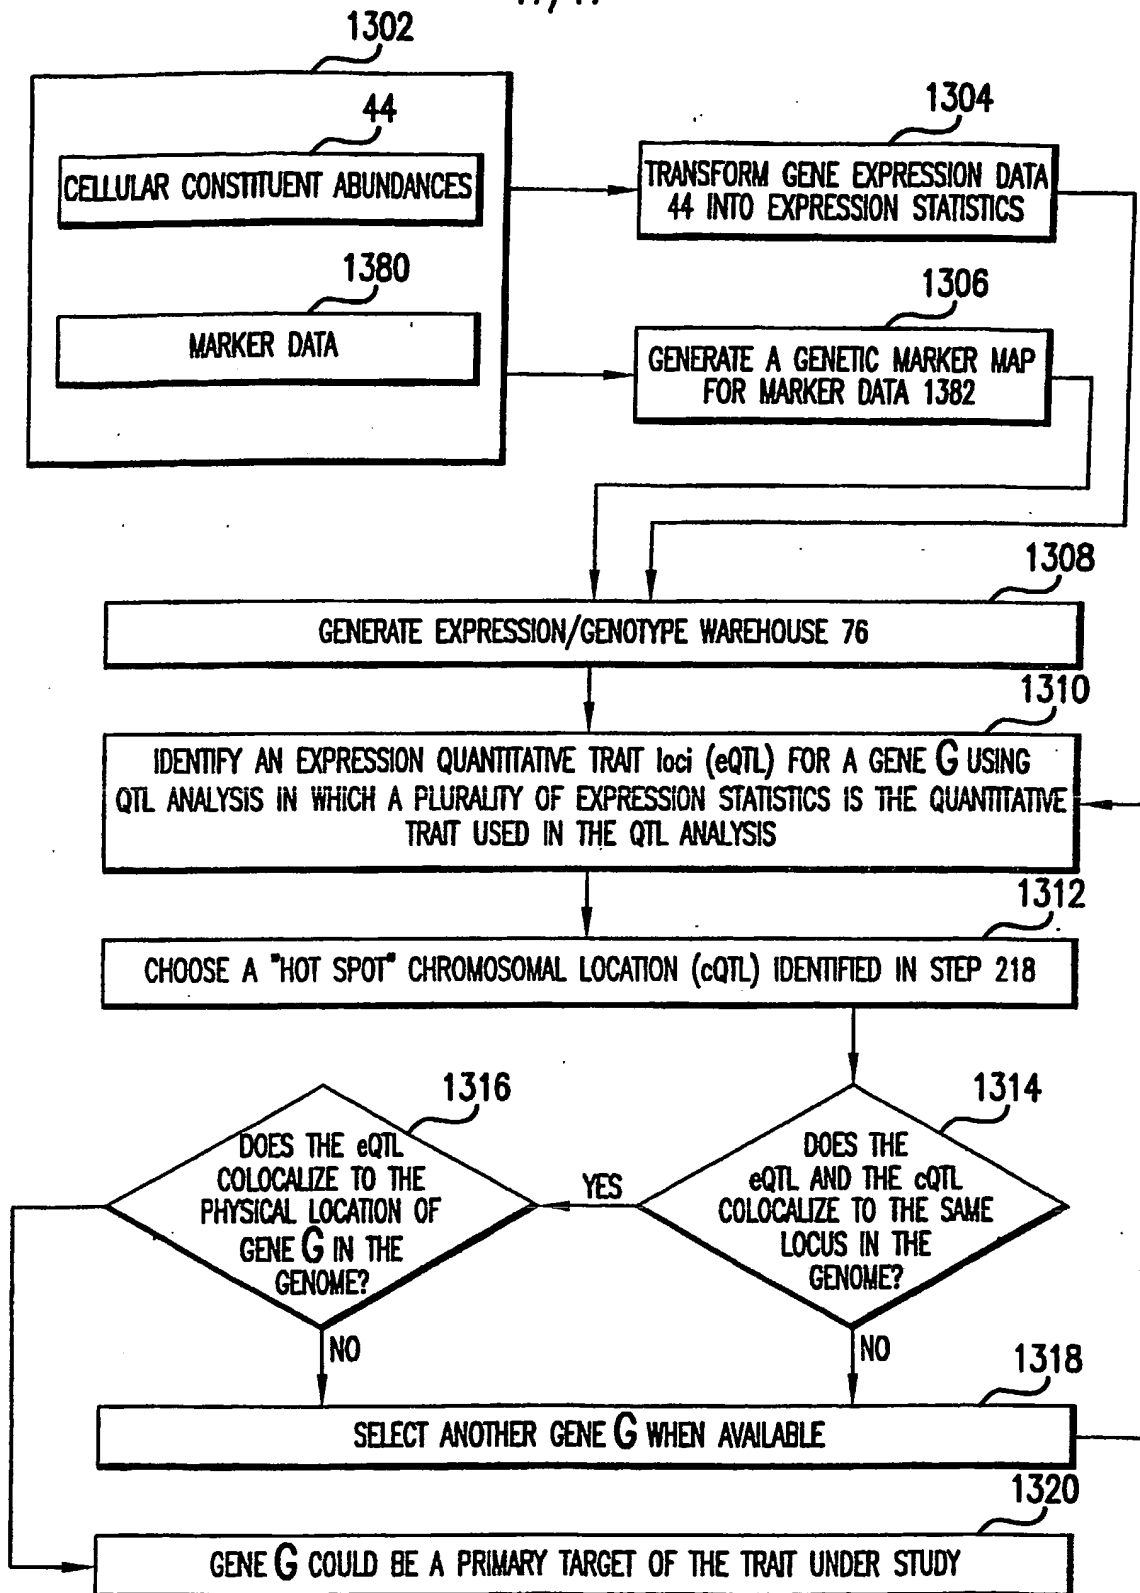 1302
44
CELLULAR CONSTITUENT ABUNDANCES
1380
MARKER DATA
1304
TRANSFORM GENE EXPRESSION DATA
44 INTO EXPRESSION STATISTICS
1306
GENERATE A GENETIC MARKER MAP
FOR MARKER DATA 1382
1308
GENERATE EXPRESSION/GENOTYPE WAREHOUSE 76
1310
IDENTIFY AN EXPRESSION QUANTITATIVE TRAIT loci (eQTL) FOR A GENE G USING
QTL ANALYSIS IN WHICH A PLURALITY OF EXPRESSION STATISTICS IS THE QUANTITATIVE
TRAIT USED IN THE QTL ANALYSIS
1312
CHOOSE A "HOT SPOT" CHROMOSOMAL LOCATION (cQTL) IDENTIFIED IN STEP 218
1314
DOES THE
eQTL AND THE cQTL
COLOCALIZE TO THE SAME
LOCUS IN THE
GENOME?
YES
1316
DOES THE eQTL
COLOCALIZE TO THE
PHYSICAL LOCATION OF
GENE G IN THE
GENOME?
NO
NO
1318
SELECT ANOTHER GENE G WHEN AVAILABLE
1320
GENE G COULD BE A PRIMARY TARGET OF THE TRAIT UNDER STUDY